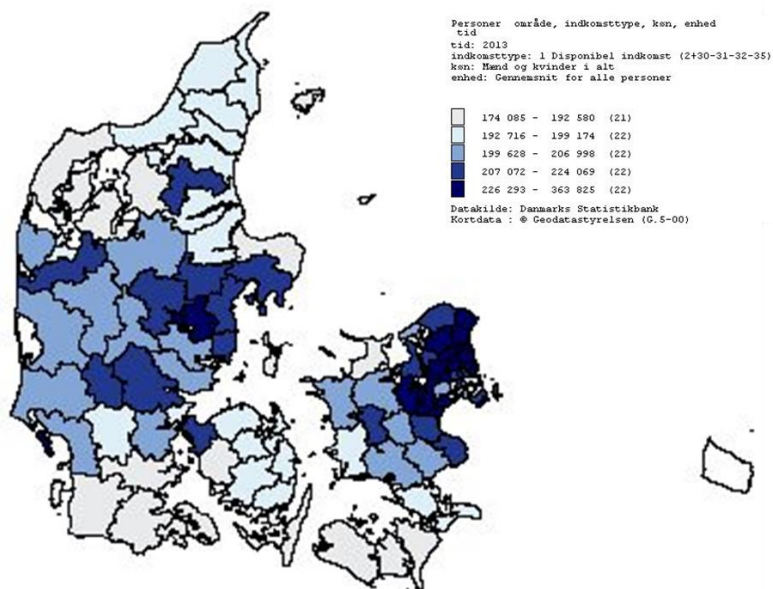 Personer område, indkomsttype, køn, enhed
tid
tid: 2013
indkomsttype: 1 Disponibel indkomst (2+30-31-32-35)
køn: Mænd og kvinder i alt
enhed: Gennemsnit for alle personer
174 085 - 192 580 (21)
192 716 - 199 174 (22)
199 628 - 206 998 (22)
207 072 - 224 069 (22)
226 293 - 363 825 (22)
Datakilde: Danmarks Statistikbank
Kortdata : © Geodatastyrelsen (G.5-00)